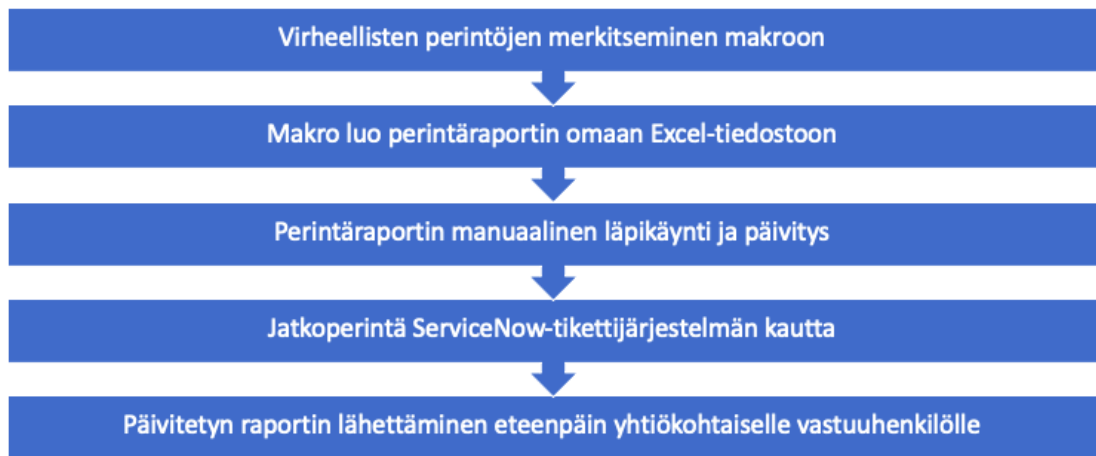 Virheellisten perintöjen merkitseminen makroon
Makro luo perintäraportin omaan Excel-tiedostoon
Perintäraportin manuaalinen läpikäynti ja päivitys
Jatkoperintä ServiceNow-tikettijärjestelmän kautta
Päivitetyn raportin lähettäminen eteenpäin yhtiökohtaiselle vastuuhenkilölle